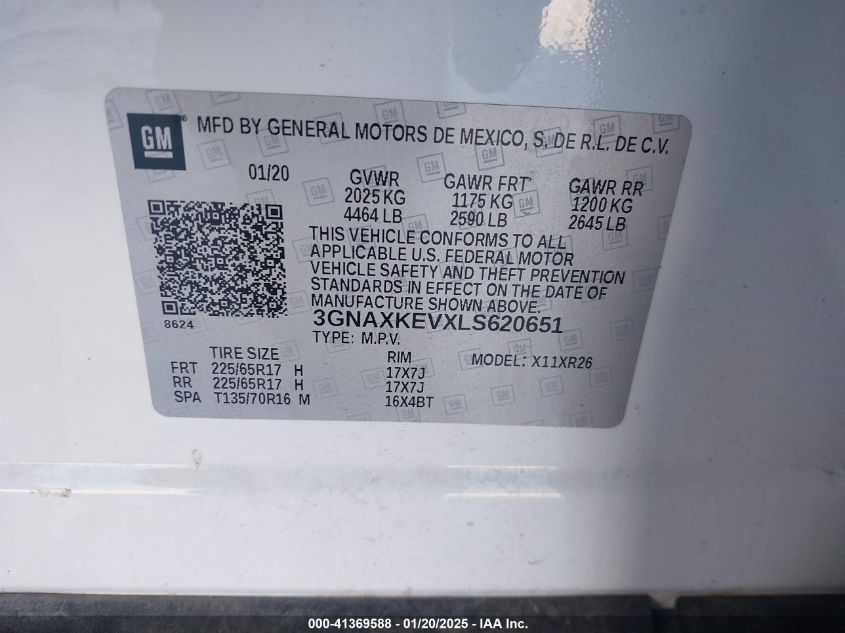 GM ® MFD BY GENERAL MOTORS DE MEXICO, S. DE R.L. DE C.V.
01/20 GVWR GAWR FRT GAWR RR
2025 KG 1175 KG 1200 KG
4464 LB 2590 LB 2645 LB
THIS VEHICLE CONFORMS TO ALL
APPLICABLE U.S. FEDERAL MOTOR
VEHICLE SAFETY AND THEFT PREVENTION
STANDARDS IN EFFECT ON THE DATE OF
MANUFACTURE SHOWN ABOVE.
8624 3GNAXKEVXLS620651
TYPE: M.P.V.
TIRE SIZE RIM MODEL: X11XR26
FRT 225/65R17 H 17X7J
RR 225/65R17 H 17X7J
SPA T135/70R16 M 16X4BT
000-41369588 - 01/20/2025 - IAA Inc.